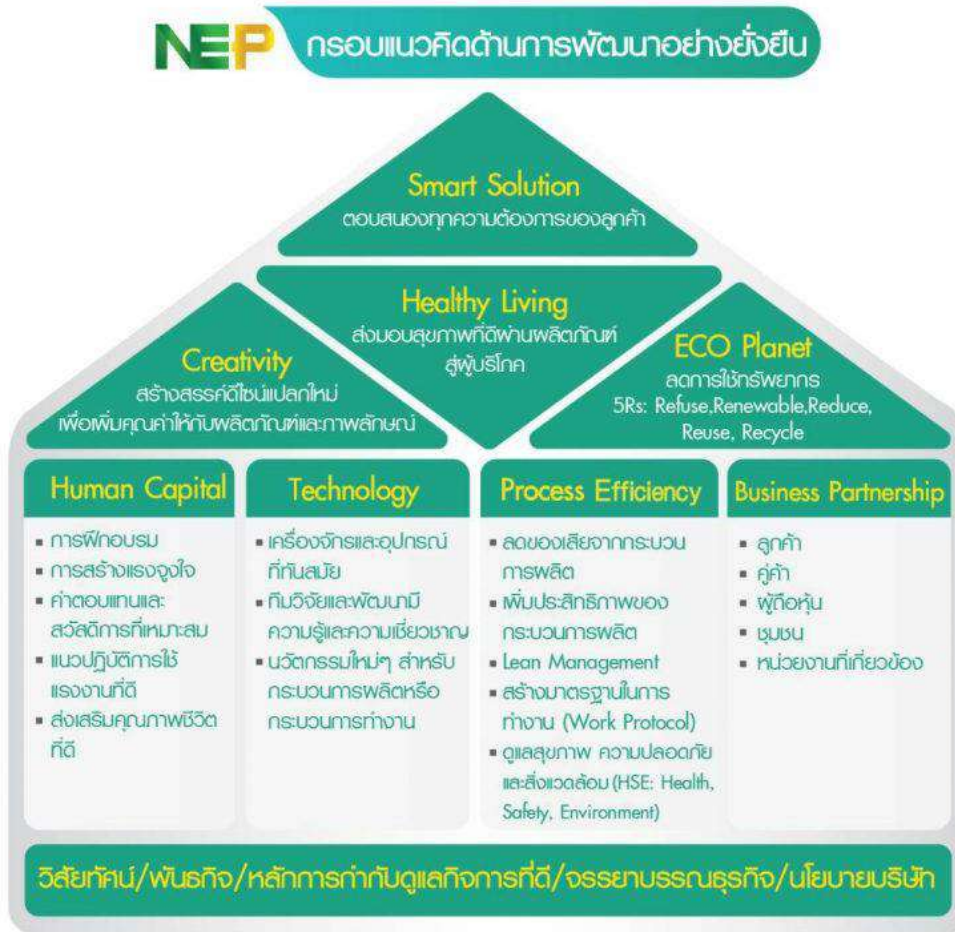 NEP กรอบแนวคิดด้านการพัฒนาอย่างยั่งยืน
Smart Solution
ตอบสนองทุกความต้องการของลูกค้า
Healthy Living
ส่งมอบสุขภาพที่ดีผ่านผลิตภัณฑ์
สู่ผู้บริโภค
Creativity
สร้างสรรค์ดีไซน์แปลกใหม่
เพื่อเพิ่มคุณค่าให้กับผลิตภัณฑ์และภาพลักษณ์
ECO Planet
ลดการใช้ทรัพยากร
5Rs: Refuse,Renewable,Reduce,
Reuse, Recycle
Human Capital
▪ การฝึกอบรม
▪ การสร้างแรงจูงใจ
▪ ค่าตอบแทนและ
สวัสดิการที่เหมาะสม
▪ แนวปฏิบัติการใช้
แรงงานที่ดี
▪ ส่งเสริมคุณภาพชีวิต
ที่ดี
Technology
▪ เครื่องจักรและอุปกรณ์
ที่ทันสมัย
▪ ทีมวิจัยและพัฒนามี
ความรู้และความเชี่ยวชาญ
▪ นวัตกรรมใหม่ๆ สำหรับ
กระบวนการผลิตหรือ
กระบวนการทำงาน
Process Efficiency
▪ ลดของเสียจากกระบวน
การผลิต
▪ เพิ่มประสิทธิภาพของ
กระบวนการผลิต
▪ Lean Management
▪ สร้างมาตรฐานในการ
ทำงาน (Work Protocol)
▪ ดูแลสุขภาพ ความปลอดภัย
และสิ่งแวดล้อม (HSE: Health,
Safety, Environment)
Business Partnership
▪ ลูกค้า
▪ คู่ค้า
▪ ผู้ถือหุ้น
▪ ชุมชน
▪ หน่วยงานที่เกี่ยวข้อง
วิสัยทัศน์/พันธกิจ/หลักการกำกับดูแลกิจการที่ดี/จรรยาบรรณธุรกิจ/นโยบายบริษัท